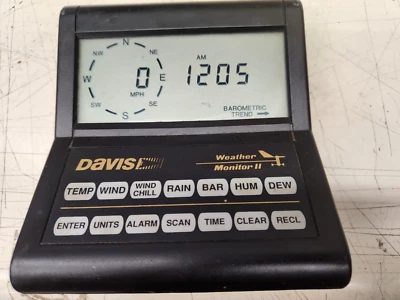 N
NW NE
AM
W 0 E 1205
MPH
SW SE
S
BAROMETRIC
TREND →
DAVIS
Weather
Monitor II
TEMP WIND WIND CHILL RAIN BAR HUM DEW
ENTER UNITS ALARM SCAN TIME CLEAR RECL